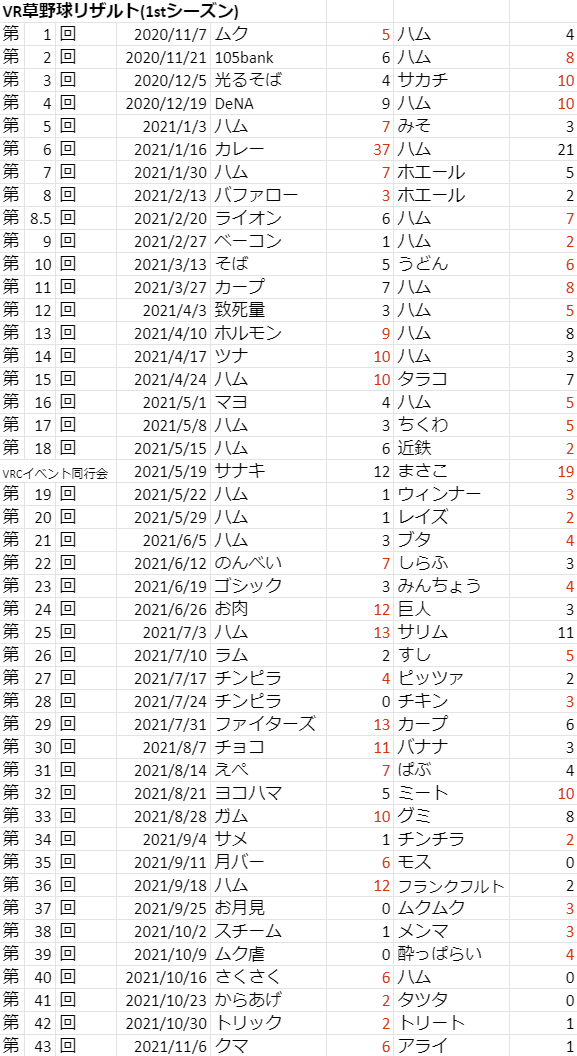 VR草野球リザルト(1stシーズン)
第 1 回 2020/11/7 ムク 5 ハム 4
第 2 回 2020/11/21 105bank 6 ハム 8
第 3 回 2020/12/5 光るそば 4 サカチ 10
第 4 回 2020/12/19 DeNA 9 ハム 10
第 5 回 2021/1/3 ハム 7 みそ 3
第 6 回 2021/1/16 カレー 37 ハム 21
第 7 回 2021/1/30 ハム 7 ホエール 5
第 8 回 2021/2/13 バファロー 3 ホエール 2
第 8.5 回 2021/2/20 ライオン 6 ハム 7
第 9 回 2021/2/27 ベーコン 1 ハム 2
第 10 回 2021/3/13 そば 5 うどん 6
第 11 回 2021/3/27 カープ 7 ハム 8
第 12 回 2021/4/3 致死量 3 ハム 5
第 13 回 2021/4/10 ホルモン 9 ハム 8
第 14 回 2021/4/17 ツナ 10 ハム 3
第 15 回 2021/4/24 ハム 10 タラコ 7
第 16 回 2021/5/1 マヨ 4 ハム 5
第 17 回 2021/5/8 ハム 3 ちくわ 5
第 18 回 2021/5/15 ハム 6 近鉄 2
VRCイベント同行会 2021/5/19 サナキ 12 まさこ 19
第 19 回 2021/5/22 ハム 1 ウィンナー 3
第 20 回 2021/5/29 ハム 1 レイズ 2
第 21 回 2021/6/5 ハム 3 ブタ 4
第 22 回 2021/6/12 のんべい 7 しらふ 3
第 23 回 2021/6/19 ゴシック 3 みんちょう 4
第 24 回 2021/6/26 お肉 12 巨人 3
第 25 回 2021/7/3 ハム 13 サリム 11
第 26 回 2021/7/10 ラム 2 すし 5
第 27 回 2021/7/17 チンピラ 4 ピッツァ 2
第 28 回 2021/7/24 チンピラ 0 チキン 3
第 29 回 2021/7/31 ファイターズ 13 カープ 6
第 30 回 2021/8/7 チョコ 11 バナナ 3
第 31 回 2021/8/14 えぺ 7 ぱぶ 4
第 32 回 2021/8/21 ヨコハマ 5 ミート 10
第 33 回 2021/8/28 ガム 10 グミ 8
第 34 回 2021/9/4 サメ 1 チンチラ 2
第 35 回 2021/9/11 月バー 6 モス 0
第 36 回 2021/9/18 ハム 12 フランクフルト 2
第 37 回 2021/9/25 お月見 0 ムクムク 3
第 38 回 2021/10/2 スチーム 1 メンマ 3
第 39 回 2021/10/9 ムク虐 0 酔っぱらい 4
第 40 回 2021/10/16 さくさく 6 ハム 0
第 41 回 2021/10/23 からあげ 2 タツタ 0
第 42 回 2021/10/30 トリック 2 トリート 1
第 43 回 2021/11/6 クマ 6 アライ 1